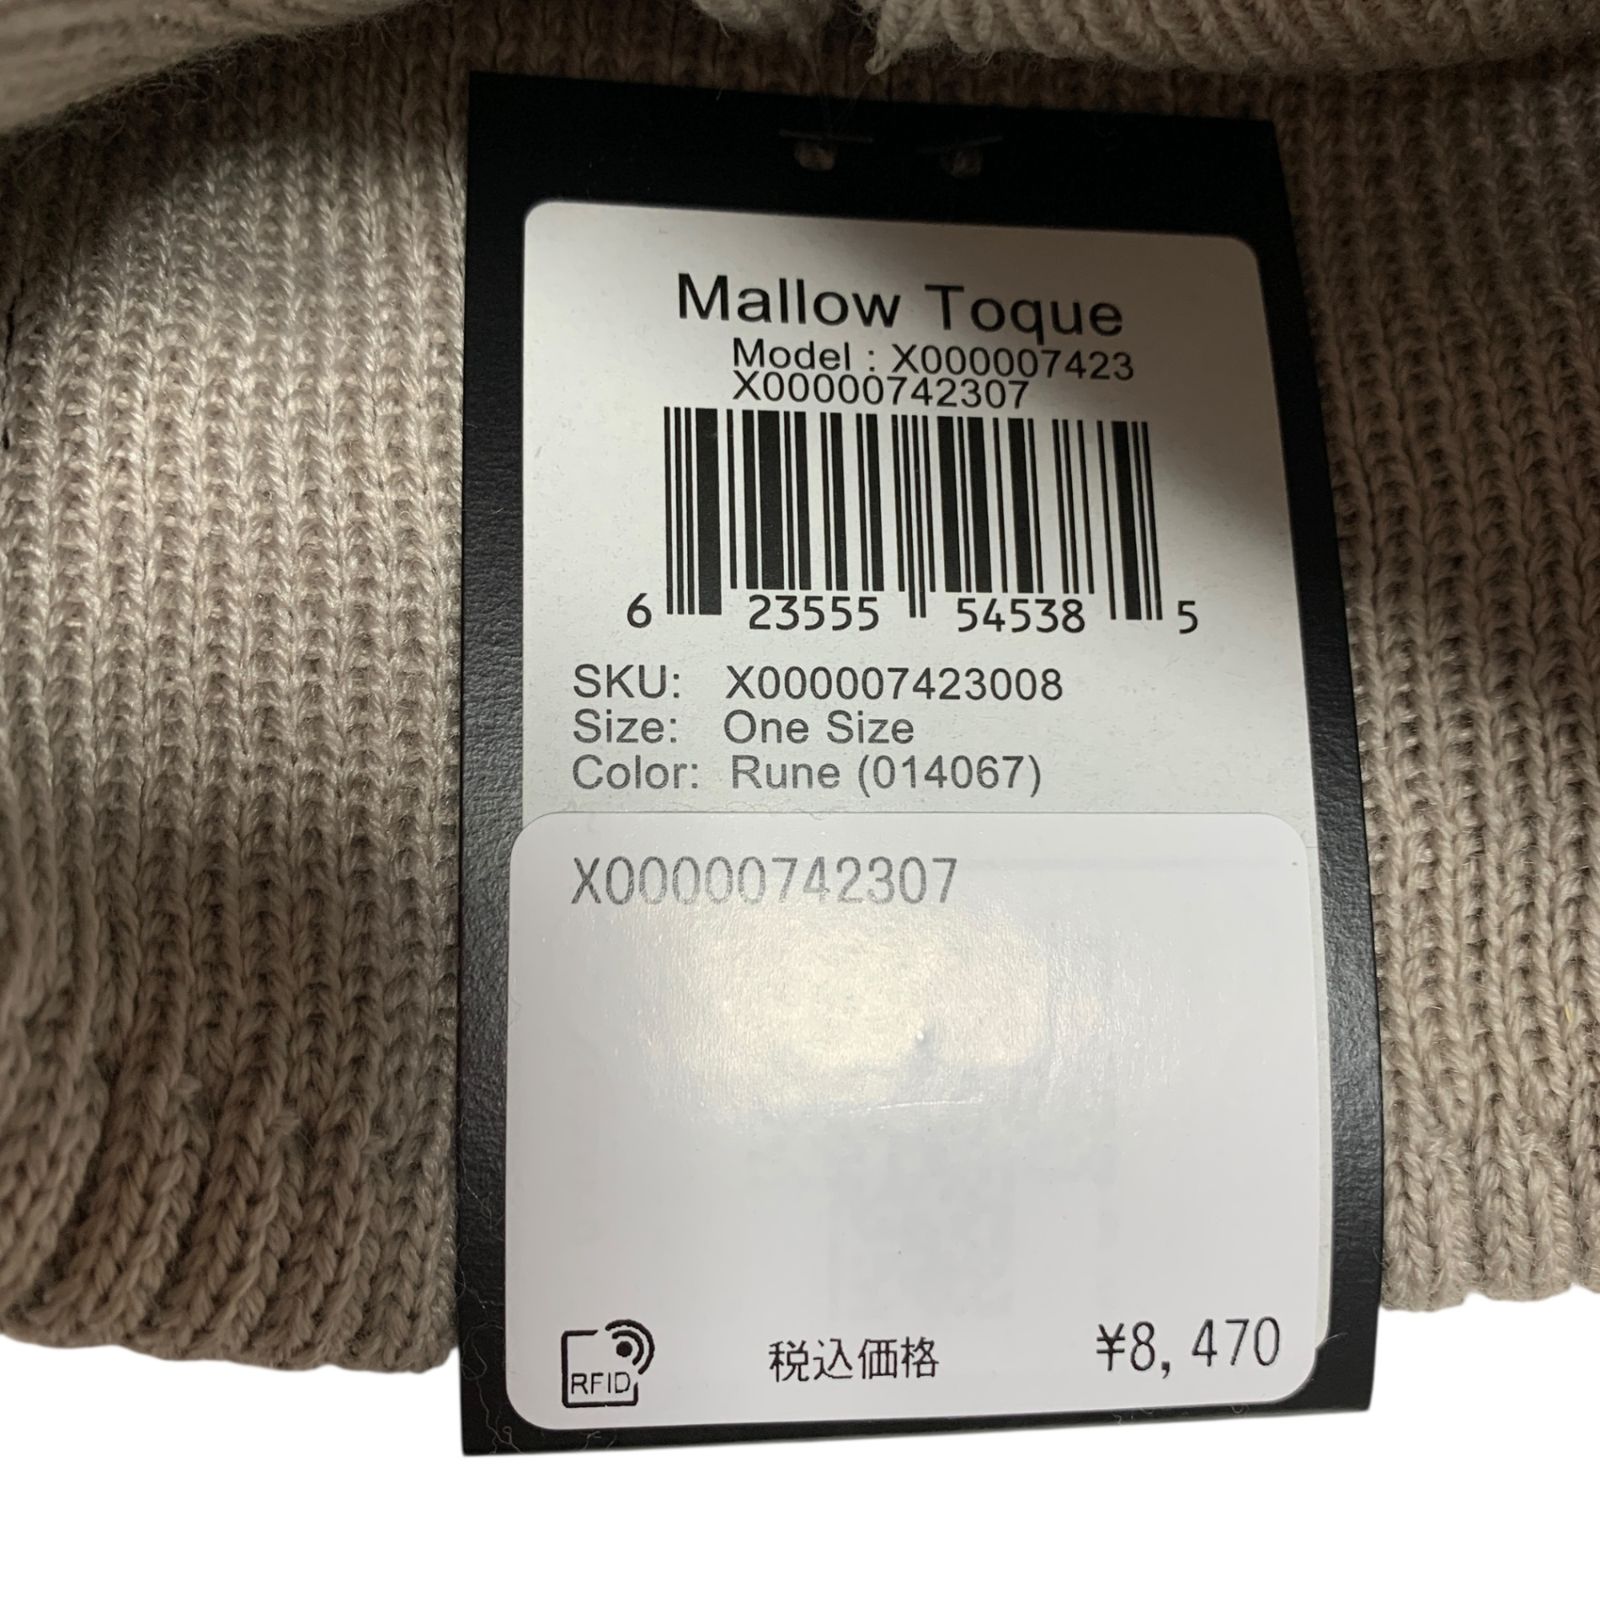 Mallow Toque
Model : X000007423
X00000742307
6 23555 54538 5
SKU: X000007423008
Size: One Size
Color: Rune (014067)
X00000742307
RFID 税込価格 ¥8,470